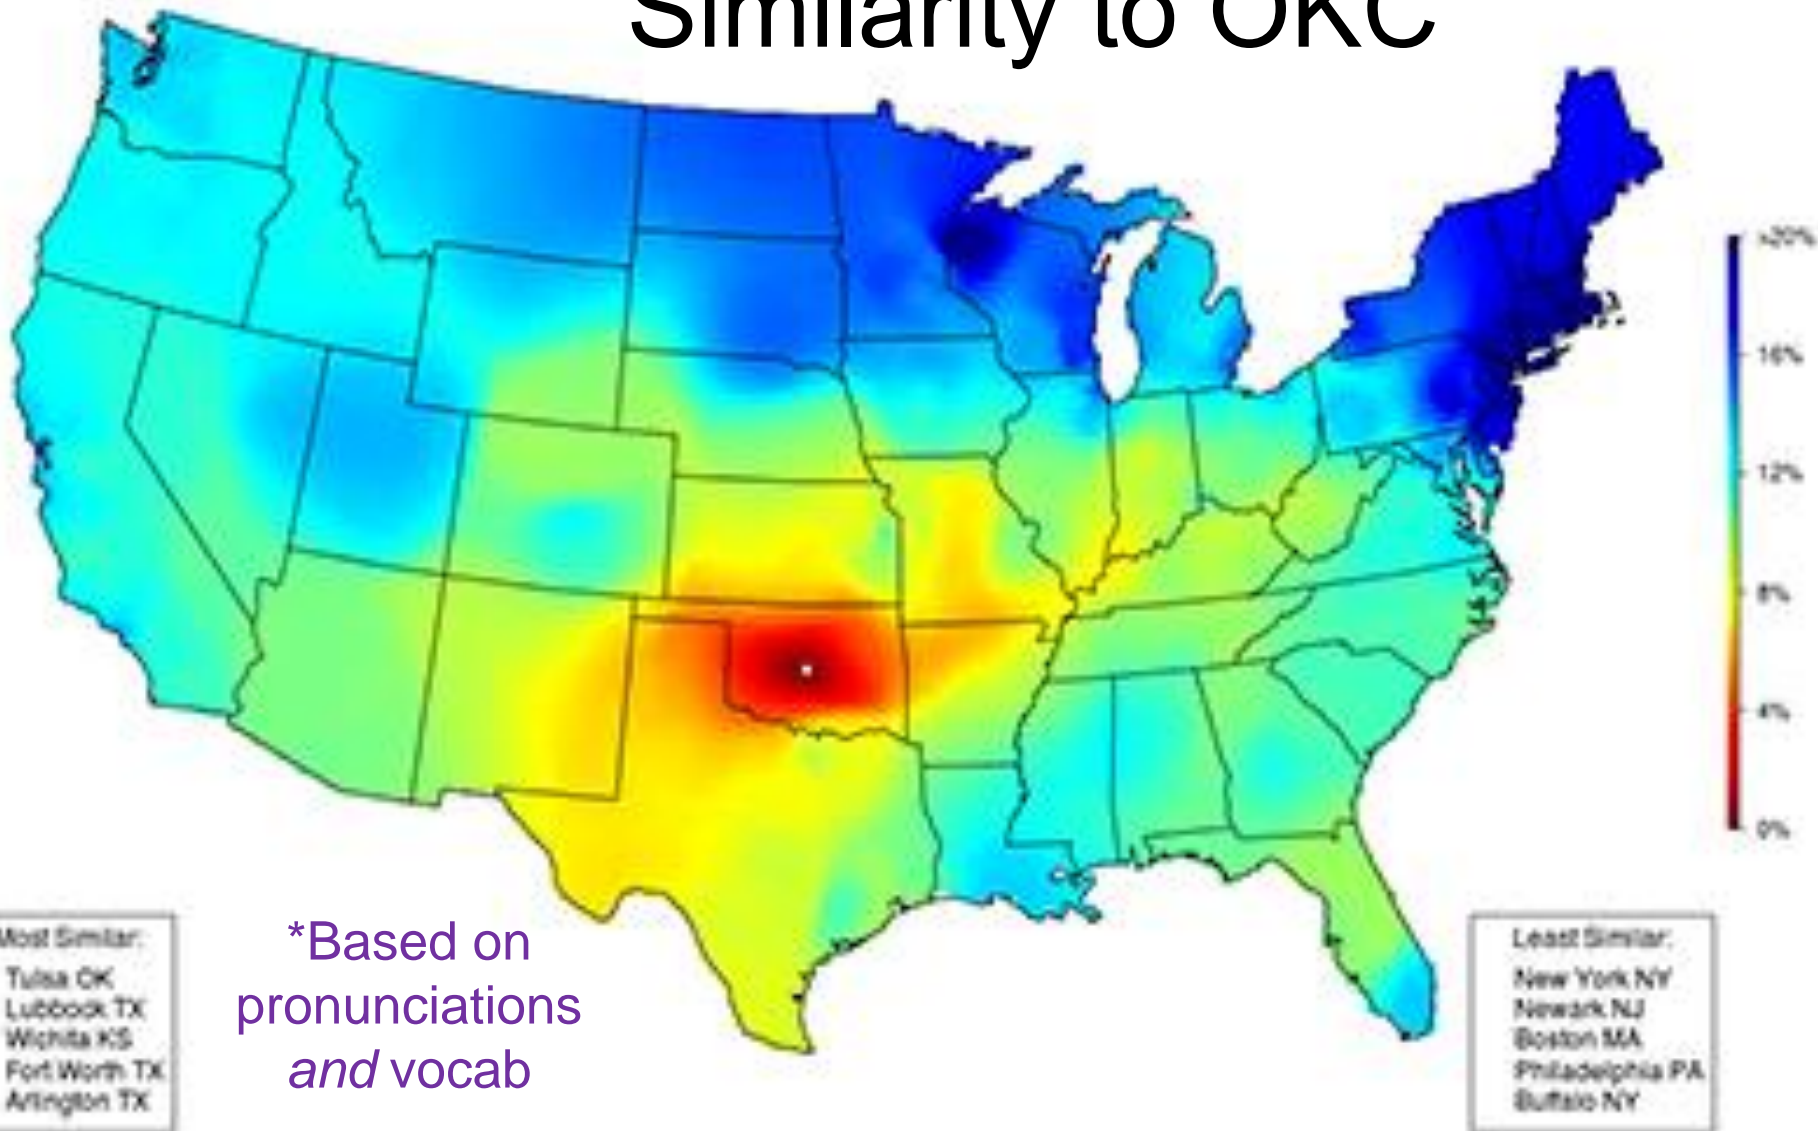 Similarity to OKC
>20%
16%
12%
8%
4%
0%
Most Similar:
Tulsa OK
Lubbock TX
Wichita KS
Fort Worth TX
Arlington TX
*Based on
pronunciations
and vocab
Least Similar:
New York NY
Newark NJ
Boston MA
Philadelphia PA
Buffalo NY